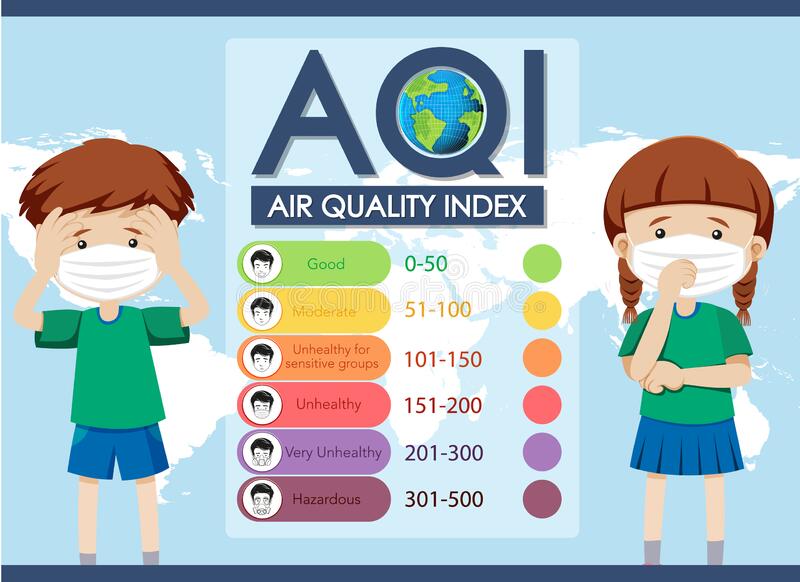 AQI
AIR QUALITY INDEX
Good 0-50
Moderate 51-100
Unhealthy for
sensitive groups 101-150
Unhealthy 151-200
Very Unhealthy 201-300
Hazardous 301-500